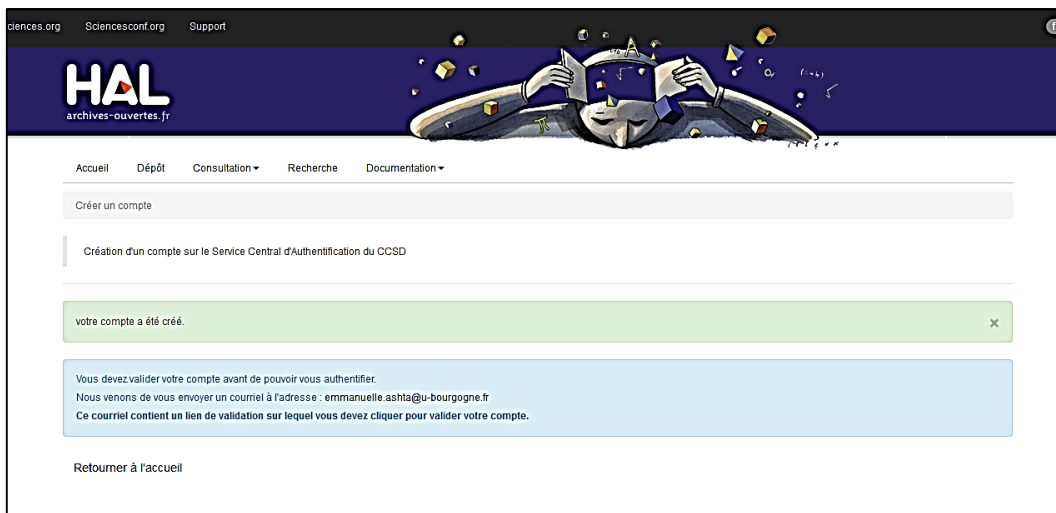 ciences.org Sciencesconf.org Support
HAL
archives-ouvertes.fr
Accueil Dépôt Consultation Recherche Documentation
Créer un compte
Création d'un compte sur le Service Central d'Authentification du CCSD
votre compte a été créé. ×
Vous devez valider votre compte avant de pouvoir vous authentifier.
Nous venons de vous envoyer un courriel à l'adresse : emmanuelle.ashta@u-bourgogne.fr
Ce courriel contient un lien de validation sur lequel vous devez cliquer pour valider votre compte.
Retourner à l'accueil